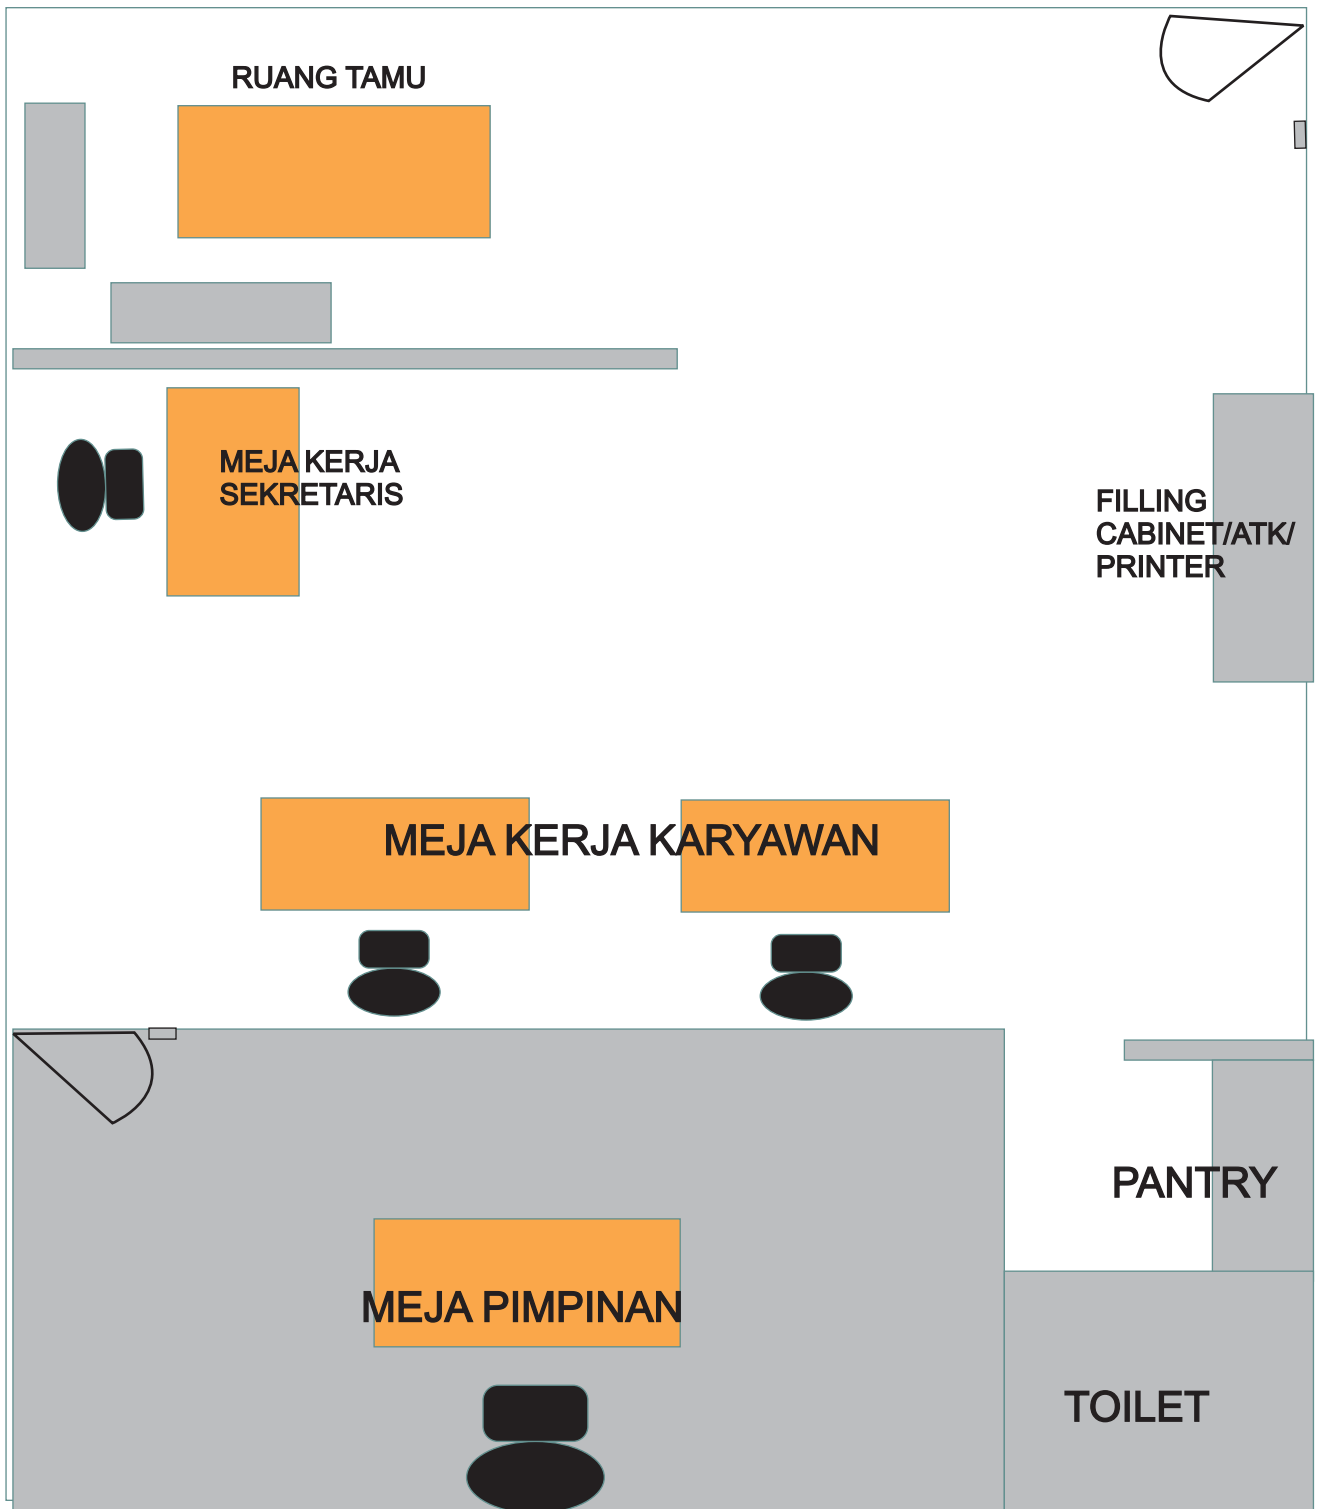 RUANG TAMU
MEJA KERJA
SEKRETARIS
FILLING
CABINET/ATK/
PRINTER
MEJA KERJA KARYAWAN
PANTRY
MEJA PIMPINAN
TOILET